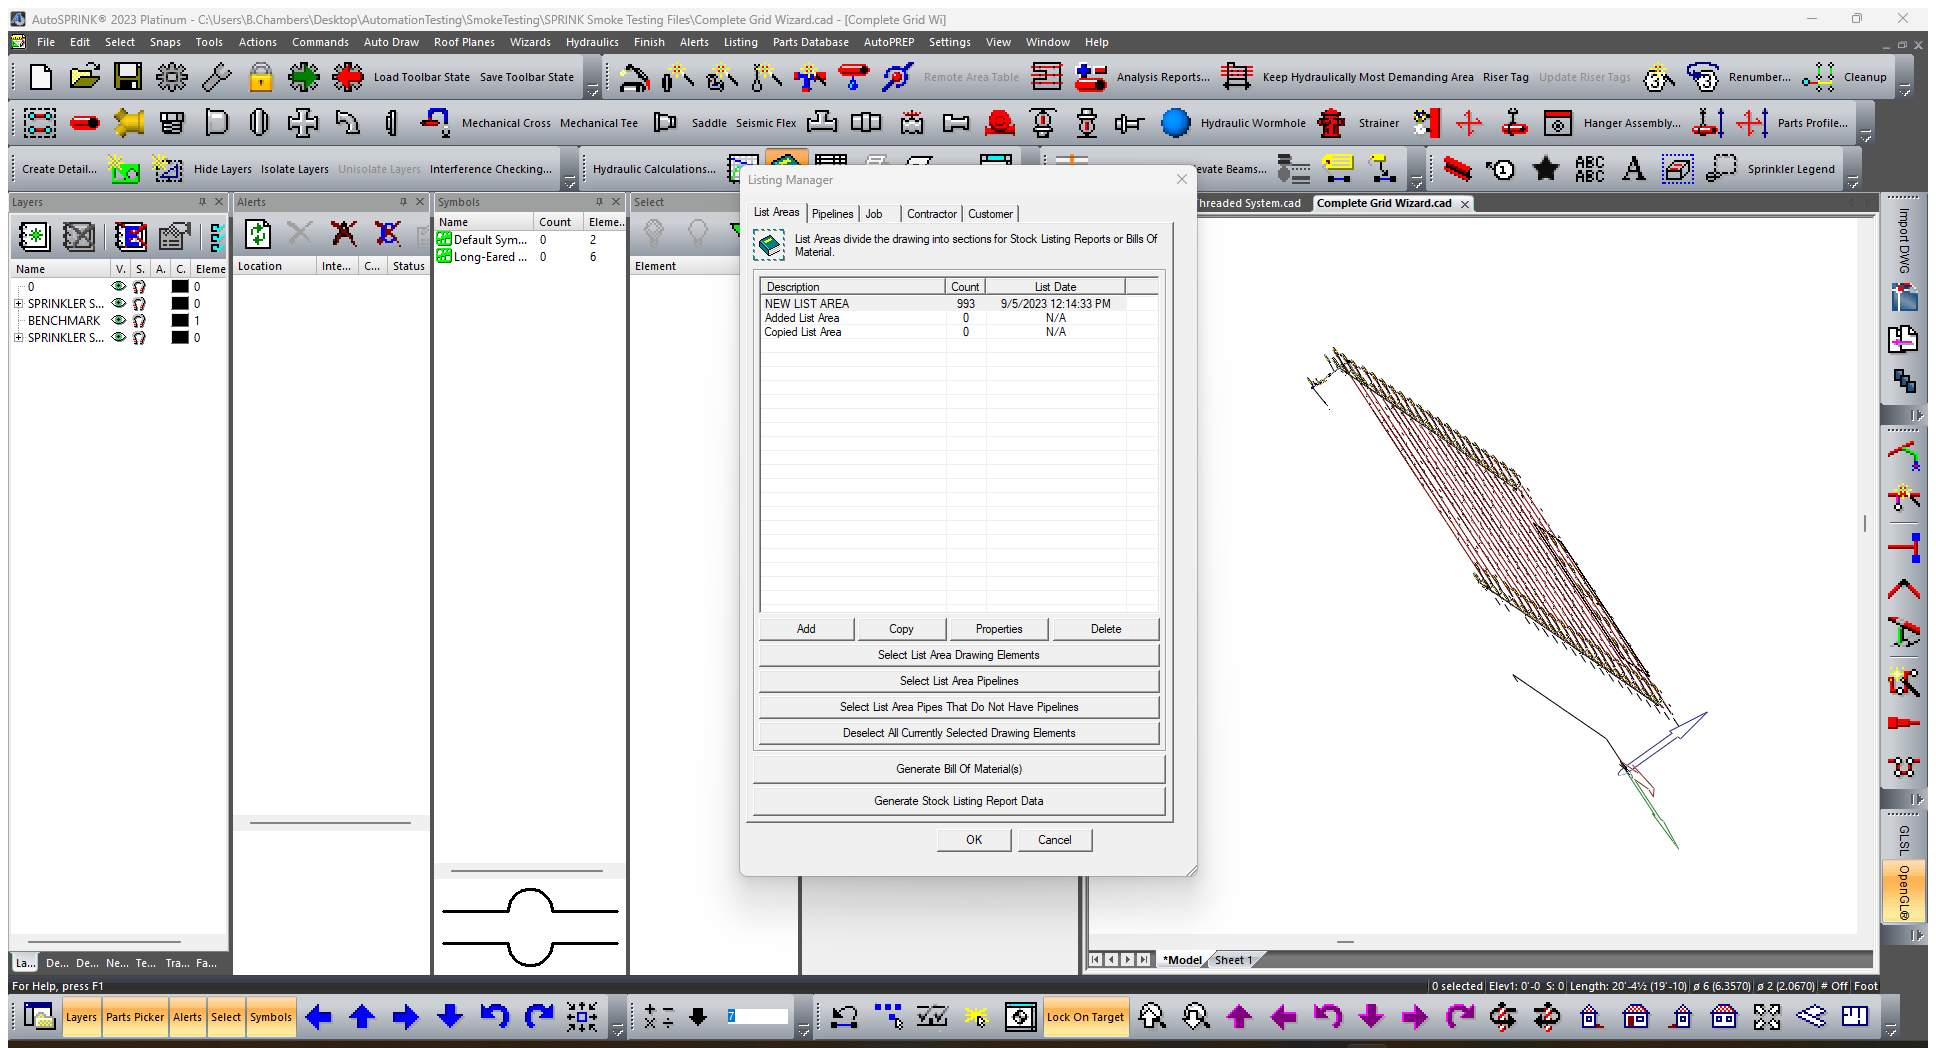 AutoSPRINK® 2023 Platinum - C:\Users\B.Chambers\Desktop\AutomationTesting\SmokeTesting\SPRINK Smoke Testing Files\Complete Grid Wizard.cad - [Complete Grid Wi]
File Edit Select Snaps Tools Actions Commands Auto Draw Roof Planes Wizards Hydraulics Finish Alerts Listing Parts Database AutoPREP Settings View Window Help
Load Toolbar State Save Toolbar State Remote Area Table Analysis Reports... Keep Hydraulically Most Demanding Area Riser Tag Update Riser Tags Renumber... Cleanup
Mechanical Cross Mechanical Tee Saddle Seismic Flex Hydraulic Wormhole Strainer Hanger Assembly... Parts Profile...
Create Detail... Hide Layers Isolate Layers Unisolate Layers Interference Checking... Hydraulic Calculations... evate Beams... ABC ABC A Sprinkler Legend
Layers Alerts Symbols Select
Listing Manager
hreaded System.cad Complete Grid Wizard.cad
Name V. S. A. C. Eleme
0 0
SPRINKLER S... 0
BENCHMARK 1
SPRINKLER S... 0
Location Inte... C... Status
Name Count Eleme...
Default Sym... 0 2
Long-Eared ... 0 6
Element
List Areas Pipelines Job Contractor Customer
List Areas divide the drawing into sections for Stock Listing Reports or Bills Of
Material.
Description Count List Date
NEW LIST AREA 993 9/5/2023 12:14:33 PM
Added List Area 0 N/A
Copied List Area 0 N/A
Add Copy Properties Delete
Select List Area Drawing Elements
Select List Area Pipelines
Select List Area Pipes That Do Not Have Pipelines
Deselect All Currently Selected Drawing Elements
Generate Bill Of Material(s)
Generate Stock Listing Report Data
OK Cancel
Import DWG
GLSL
OpenGL®
La... De... De... Ne... Te... Tra... Fa...
*Model Sheet 1
For Help, press F1
0 selected Elev1: 0'-0 S: 0 Length: 20'-4½ (19'-10) ø 6 (6.3570) ø 2 (2.0670) # Off Foot
Layers Parts Picker Alerts Select Symbols 7 Lock On Target